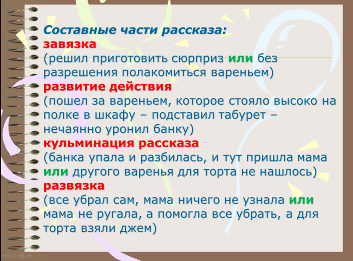 Составные части рассказа:
завязка
(решил приготовить сюрприз или без
разрешения полакомиться вареньем)
развитие действия
(пошел за вареньем, которое стояло высоко на
полке в шкафу – подставил табурет –
нечаянно уронил банку)
кульминация рассказа
(банка упала и разбилась, и тут пришла мама
или другого варенья для торта не нашлось)
развязка
(все убрал сам, мама ничего не узнала или
мама не ругала, а помогла все убрать, а для
торта взяли джем)